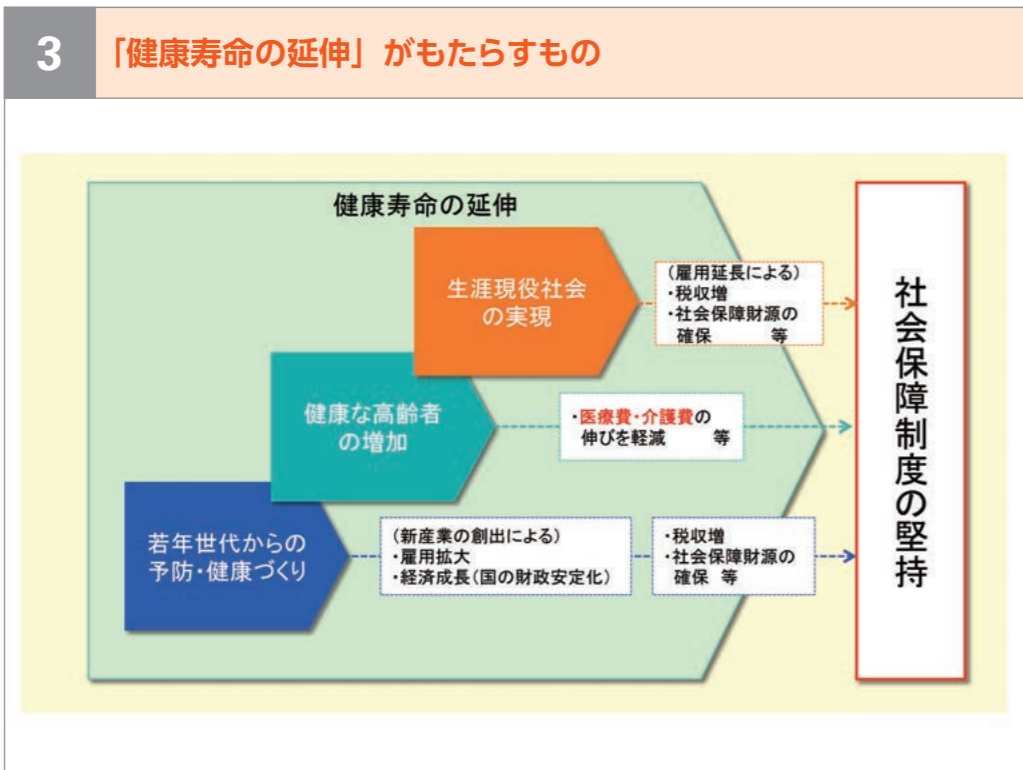 3
「健康寿命の延伸」がもたらすもの
健康寿命の延伸
生涯現役社会
の実現
(雇用延長による)
・税収増
・社会保障財源の
確保 等
健康な高齢者
の増加
・医療費・介護費の
伸びを軽減 等
若年世代からの
予防・健康づくり
(新産業の創出による)
・雇用拡大
・経済成長(国の財政安定化)
・税収増
・社会保障財源の
確保 等
社会保障制度の堅持